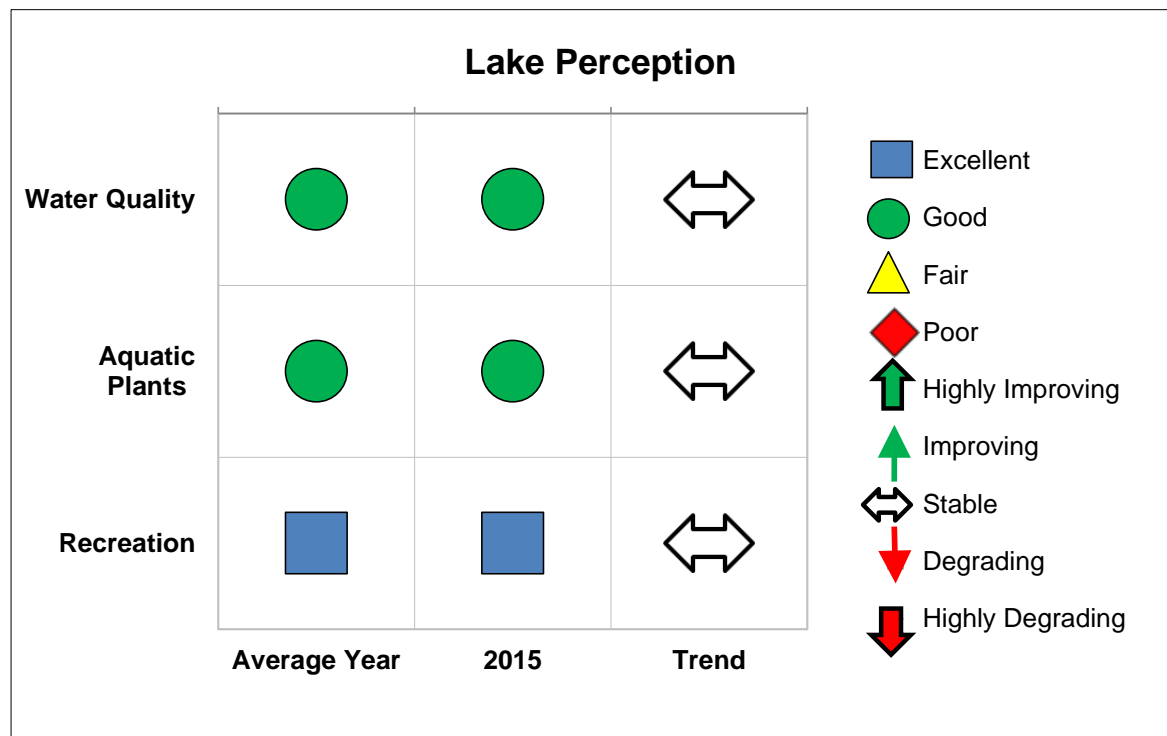 Lake Perception
Water Quality
Aquatic
Plants
Recreation
Average Year
2015
Trend
Excellent
Good
Fair
Poor
Highly Improving
Improving
Stable
Degrading
Highly Degrading